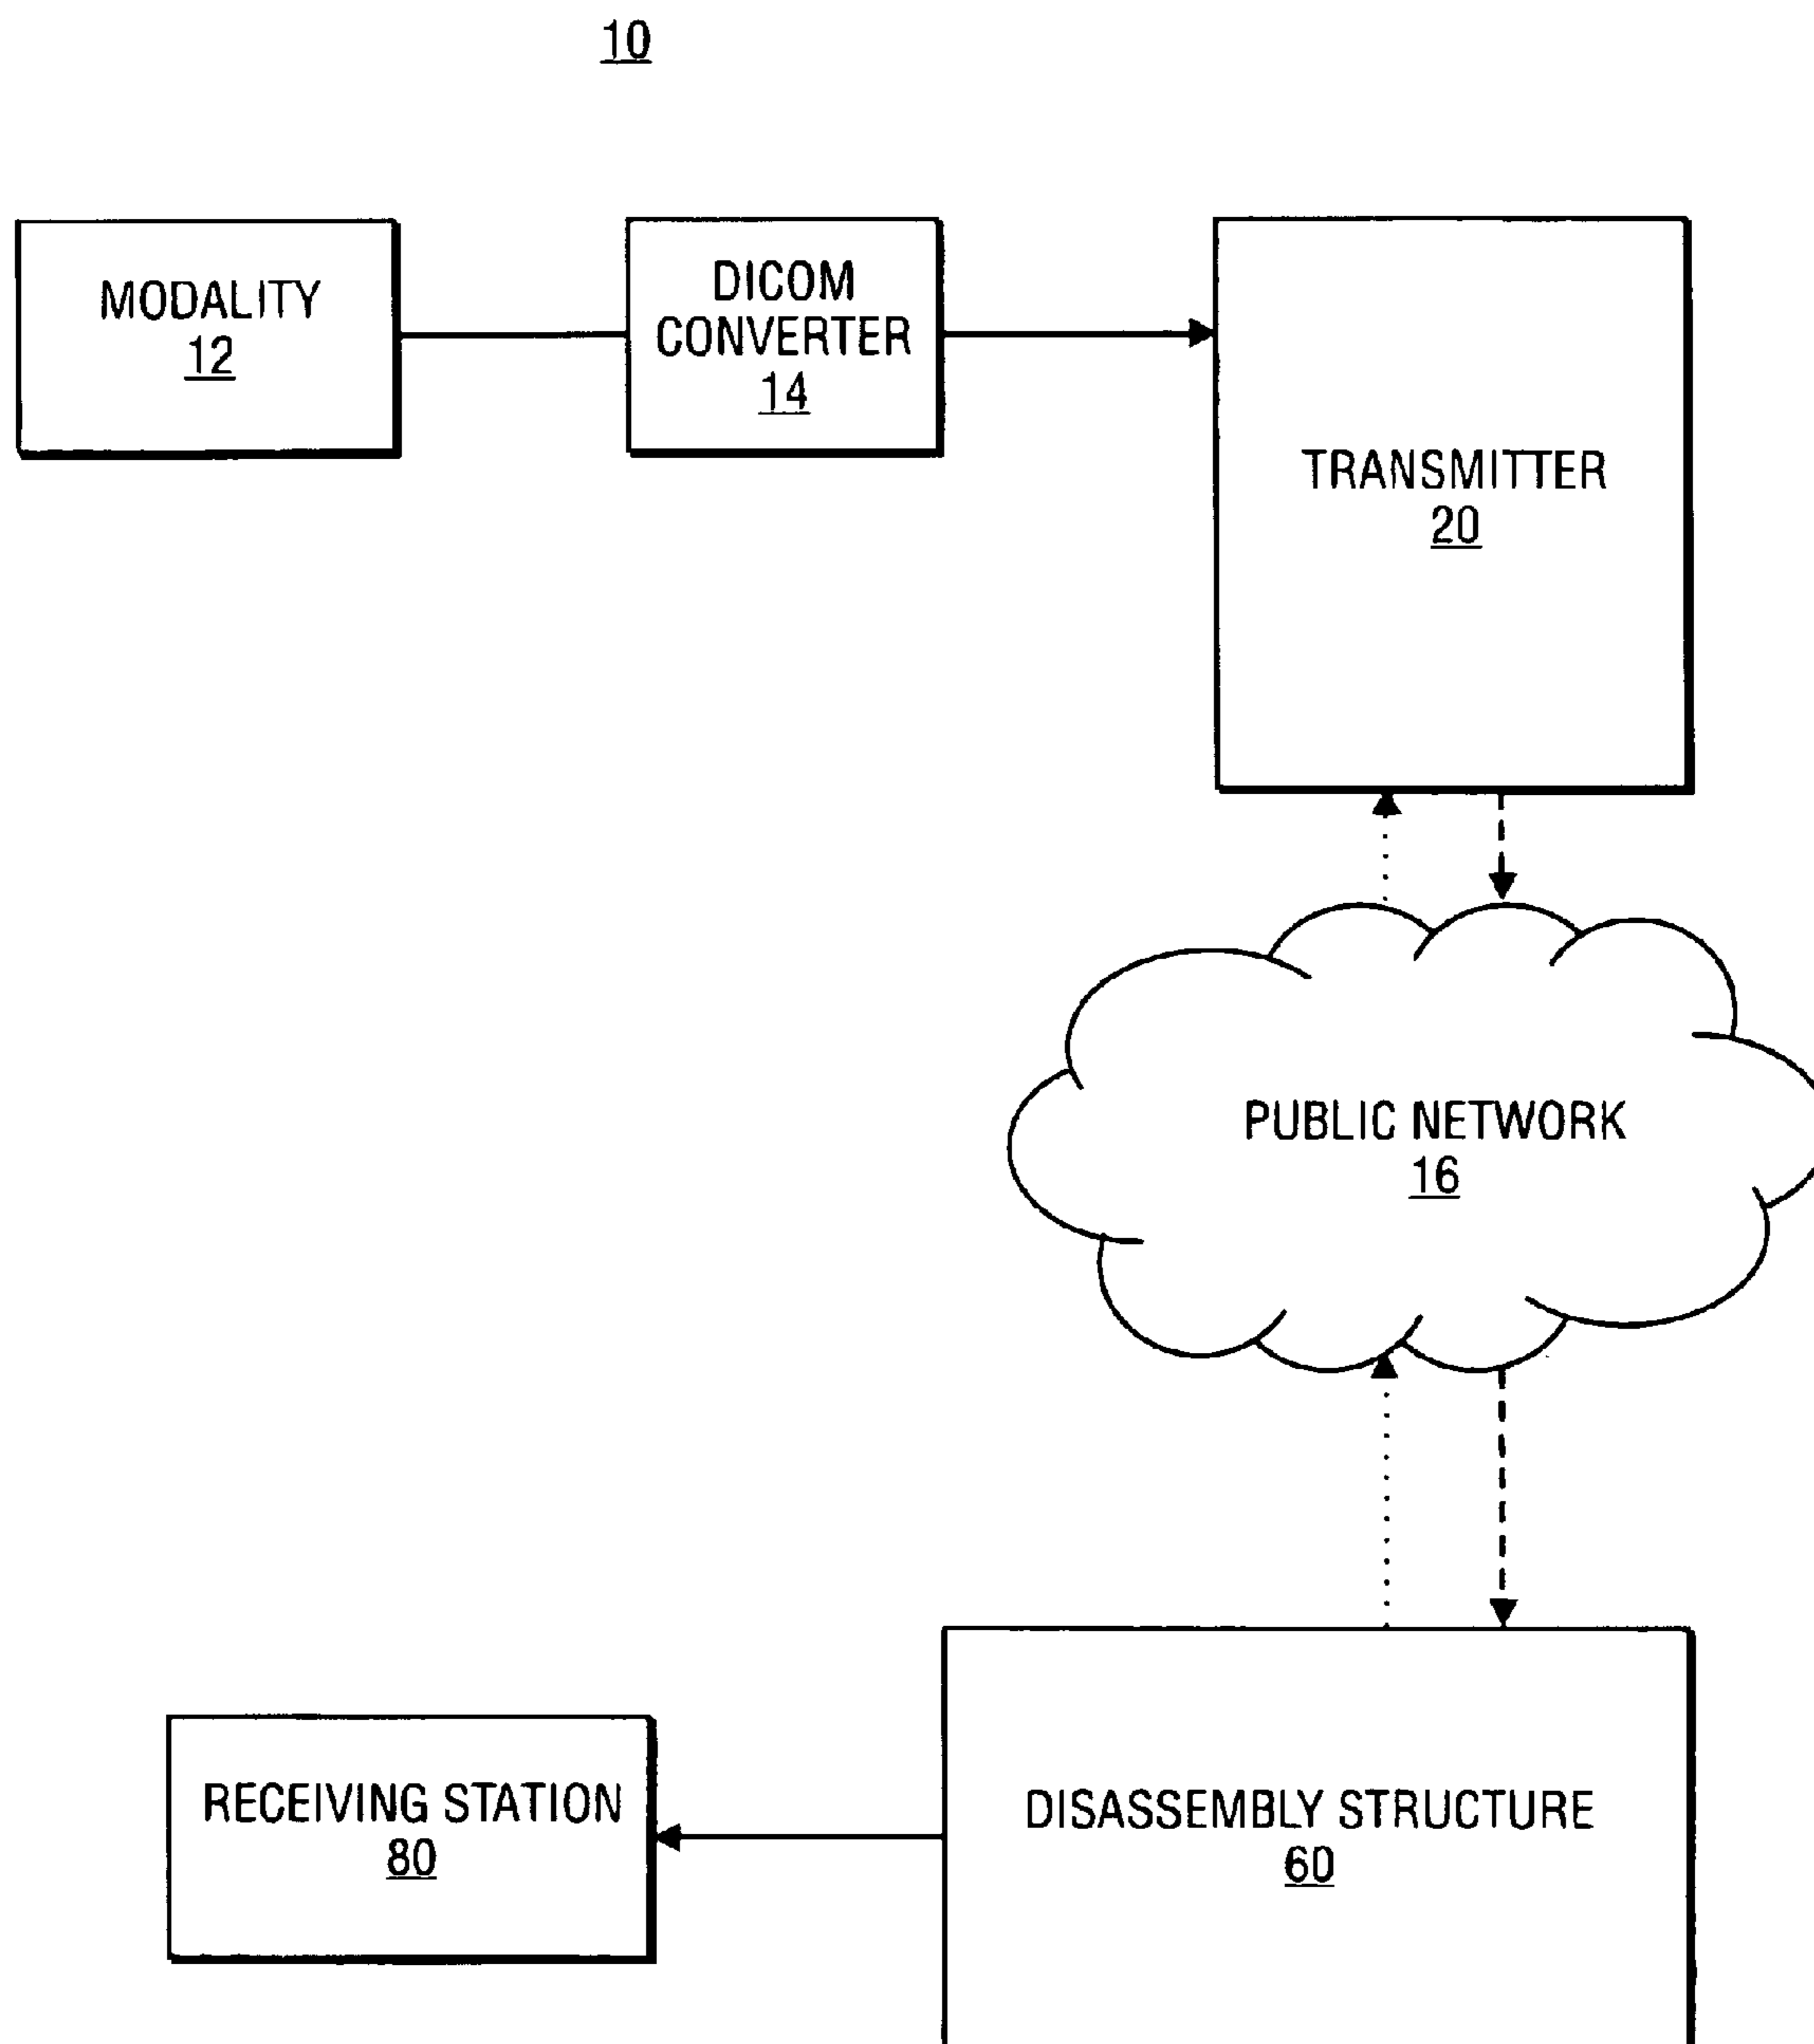 10
MODALITY
12
DICOM
CONVERTER
14
TRANSMITTER
20
PUBLIC NETWORK
16
RECEIVING STATION
80
DISASSEMBLY STRUCTURE
60